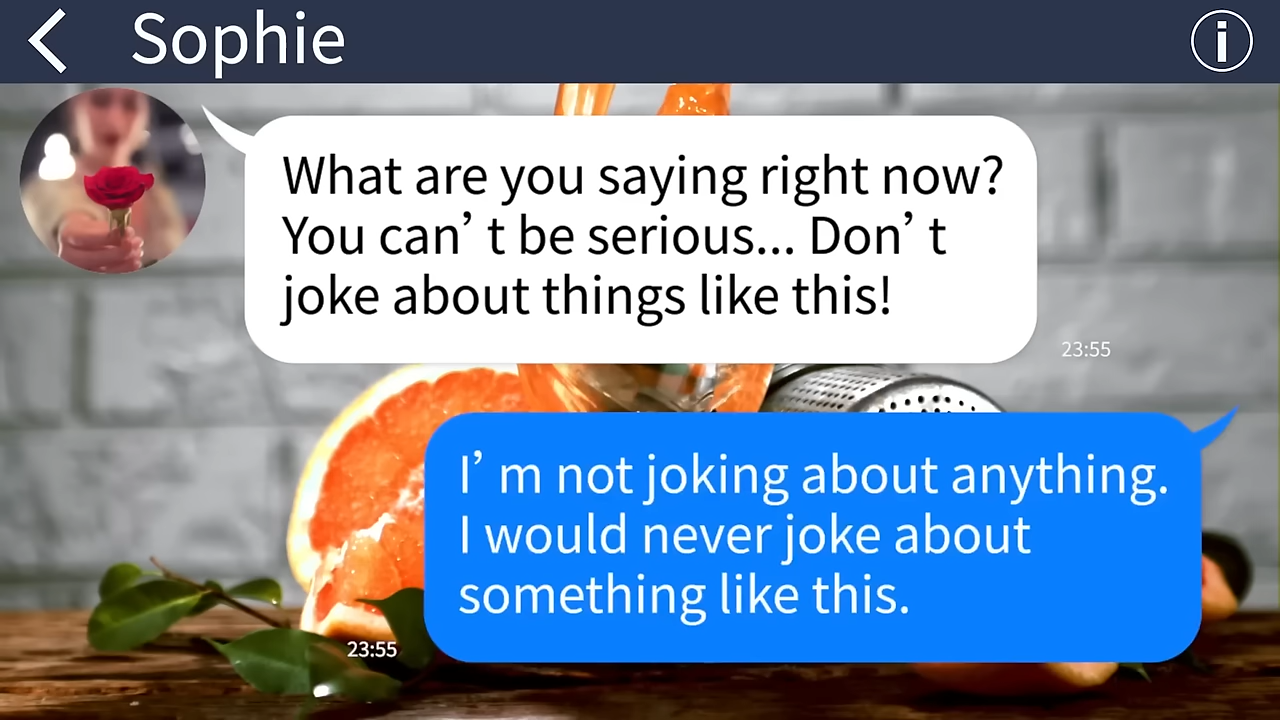 Sophie
What are you saying right now?
You can’ t be serious... Don’ t
joke about things like this!
23:55
I’ m not joking about anything.
I would never joke about
something like this.
23:55